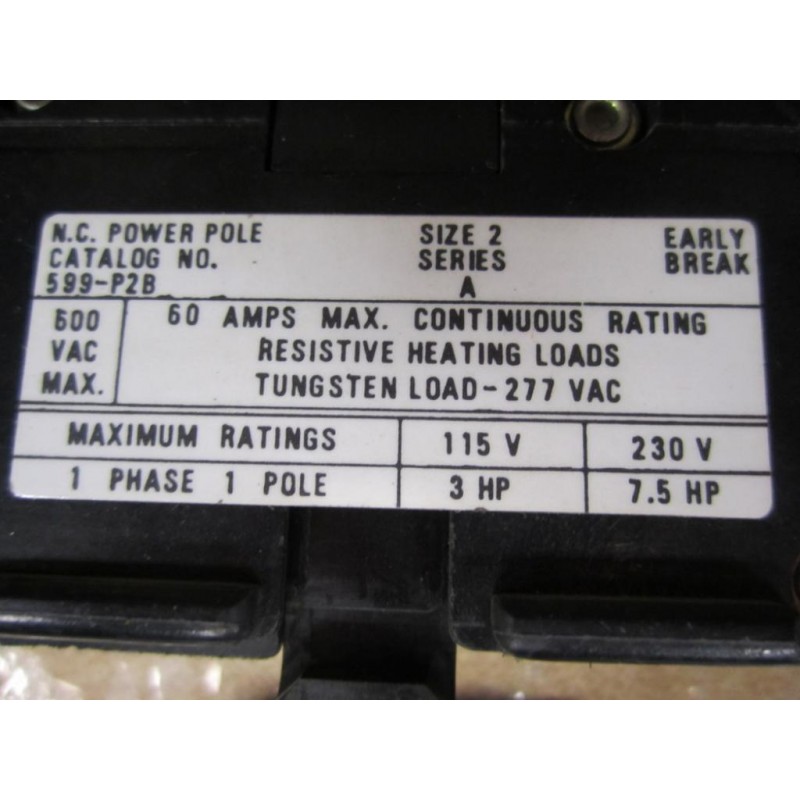 N.C. POWER POLE SIZE 2 EARLY
CATALOG NO. SERIES BREAK
599-P2B A
600 60 AMPS MAX. CONTINUOUS RATING
VAC RESISTIVE HEATING LOADS
MAX. TUNGSTEN LOAD-277 VAC
MAXIMUM RATINGS 115 V 230 V
1 PHASE 1 POLE 3 HP 7.5 HP